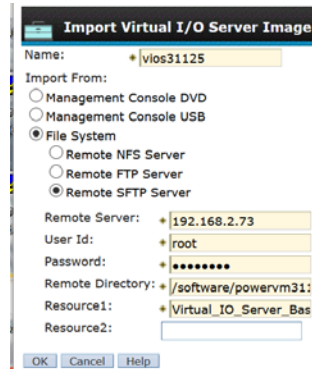 Import Virtual I/O Server Image
Name: vios31125
Import From:
Management Console DVD
Management Console USB
File System
Remote NFS Server
Remote FTP Server
Remote SFTP Server
Remote Server: 192.168.2.73
User Id: root
Password: ••••••••
Remote Directory: /software/powervm31:
Resource1: Virtual_IO_Server_Bas
Resource2:
OK Cancel Help